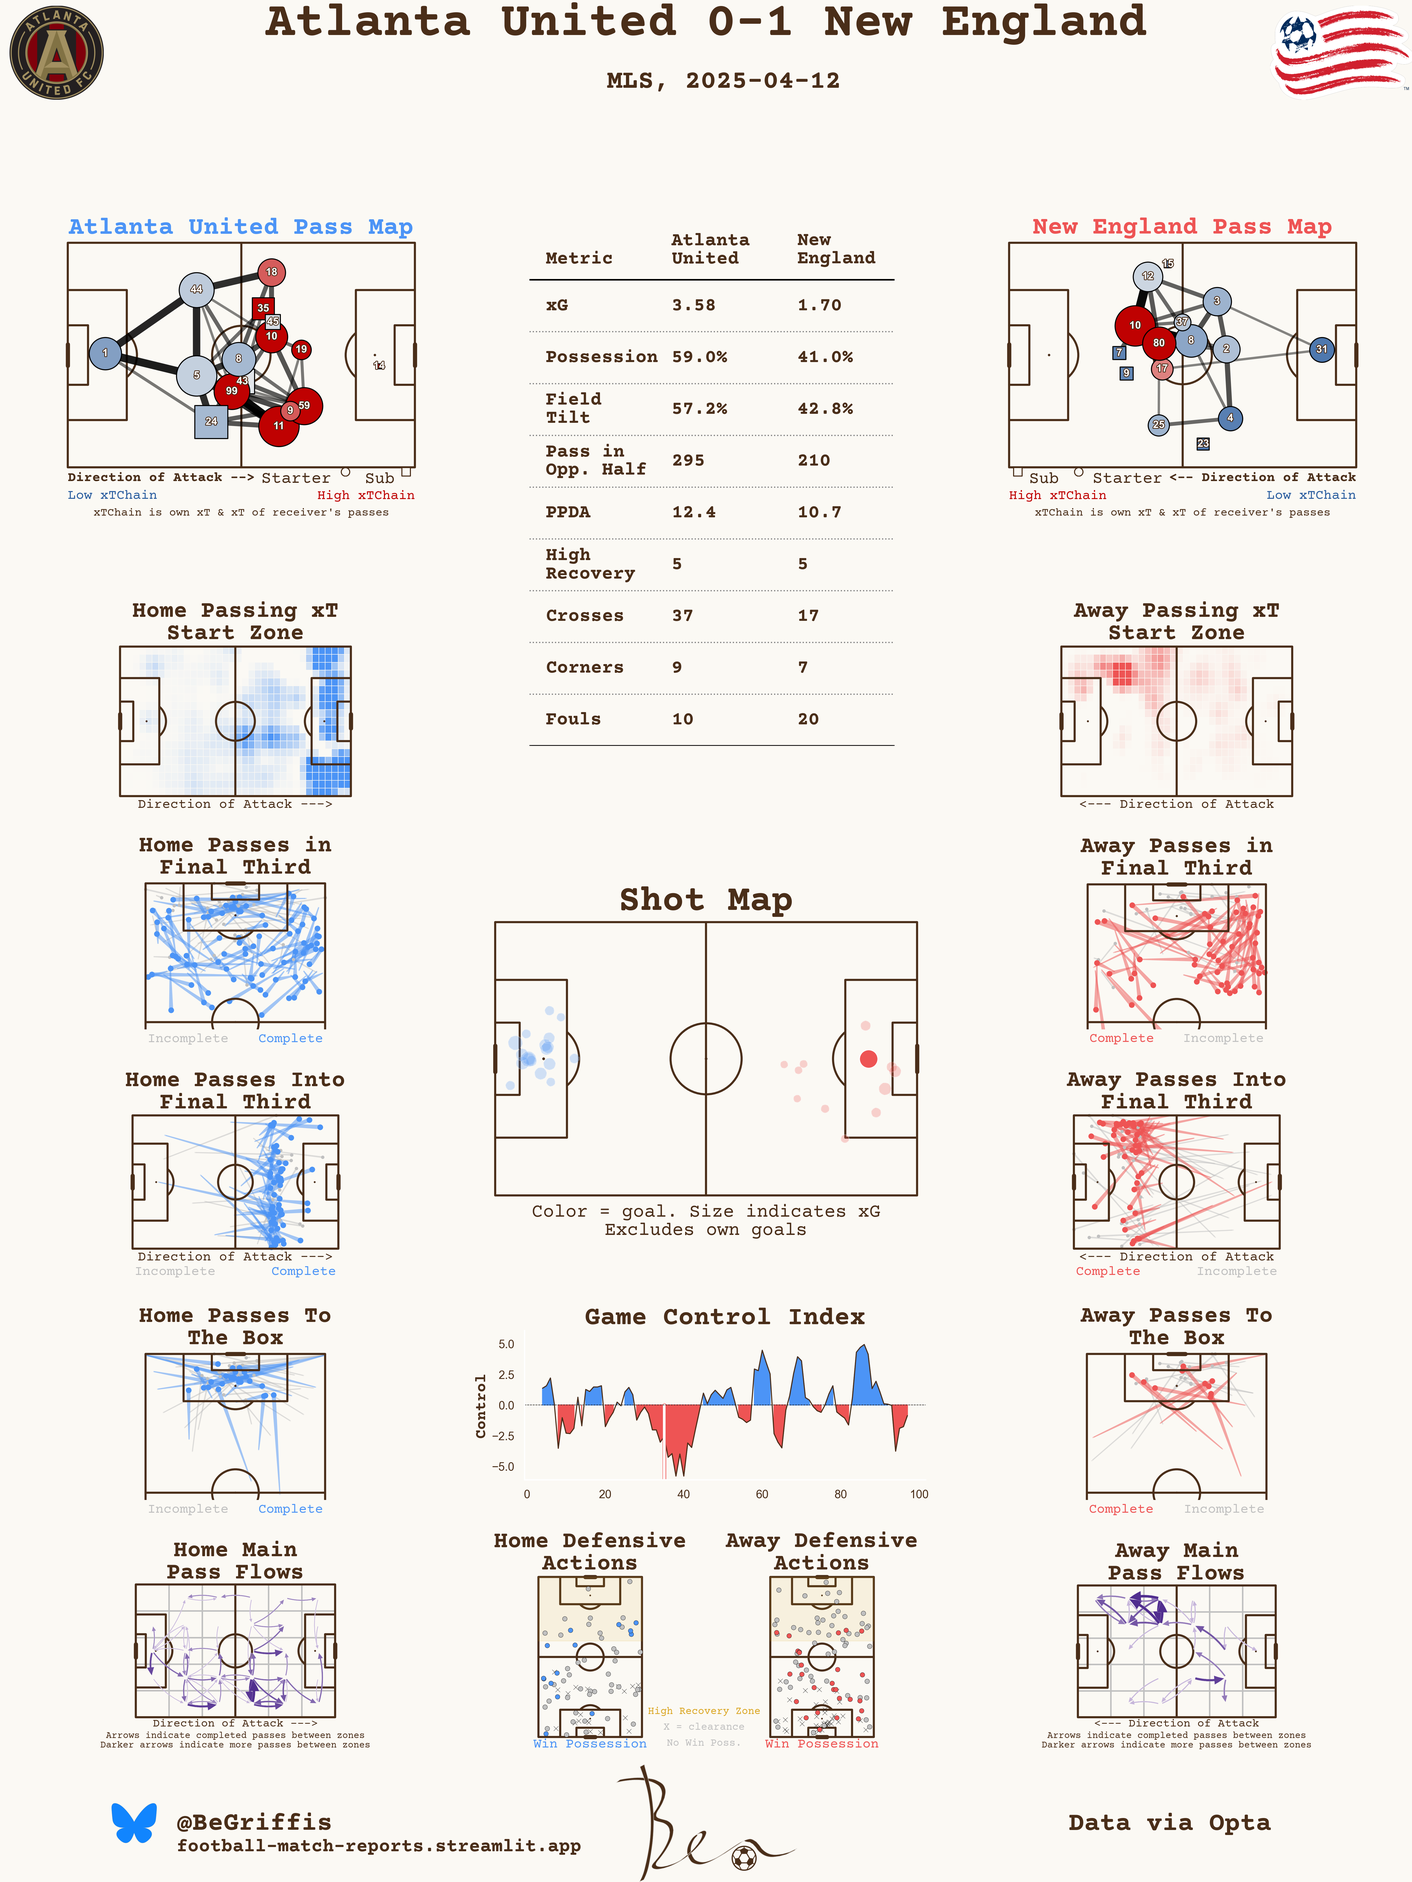 Atlanta United 0-1 New England
MLS, 2025-04-12
ATLANTA
UNITED FC
TM
Atlanta United Pass Map
44
18
35
45
10
1
8
19
14
5
43
99
9
59
24
11
Direction of Attack --> Starter Sub
Low xTChain High xTChain
xTChain is own xT & xT of receiver's passes
Metric Atlanta United New England
xG 3.58 1.70
Possession 59.0% 41.0%
Field Tilt 57.2% 42.8%
Pass in Opp. Half 295 210
PPDA 12.4 10.7
High Recovery 5 5
Crosses 37 17
Corners 9 7
Fouls 10 20
New England Pass Map
12
15
3
10
37
80
8
2
31
7
9
17
25
4
23
Sub Starter <-- Direction of Attack
High xTChain Low xTChain
xTChain is own xT & xT of receiver's passes
Home Passing xT
Start Zone
Direction of Attack --->
Away Passing xT
Start Zone
<--- Direction of Attack
Home Passes in
Final Third
Incomplete Complete
Away Passes in
Final Third
Complete Incomplete
Shot Map
Color = goal. Size indicates xG
Excludes own goals
Home Passes Into
Final Third
Direction of Attack --->
Incomplete Complete
Away Passes Into
Final Third
<--- Direction of Attack
Complete Incomplete
Home Passes To
The Box
Incomplete Complete
Game Control Index
Control
5.0
2.5
0.0
−2.5
−5.0
0 20 40 60 80 100
Away Passes To
The Box
Complete Incomplete
Home Main
Pass Flows
Direction of Attack --->
Arrows indicate completed passes between zones
Darker arrows indicate more passes between zones
Home Defensive
Actions
Win Possession
Away Defensive
Actions
Win Possession
High Recovery Zone
X = clearance
No Win Poss.
Away Main
Pass Flows
<--- Direction of Attack
Arrows indicate completed passes between zones
Darker arrows indicate more passes between zones
@BeGriffis
football-match-reports.streamlit.app
Ben
Data via Opta